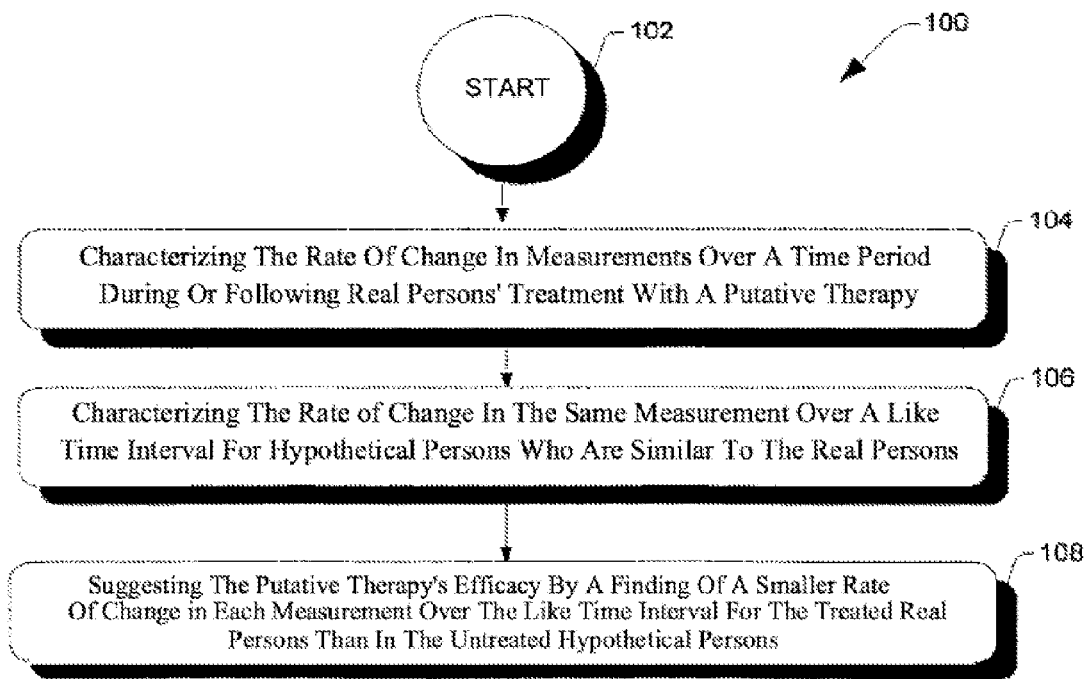 102
100
START
104
Characterizing The Rate Of Change In Measurements Over A Time Period
During Or Following Real Persons' Treatment With A Putative Therapy
106
Characterizing The Rate of Change In The Same Measurement Over A Like
Time Interval For Hypothetical Persons Who Are Similar To The Real Persons
108
Suggesting The Putative Therapy's Efficacy By A Finding Of A Smaller Rate
Of Change in Each Measurement Over The Like Time Interval For The Treated Real
Persons Than In The Untreated Hypothetical Persons